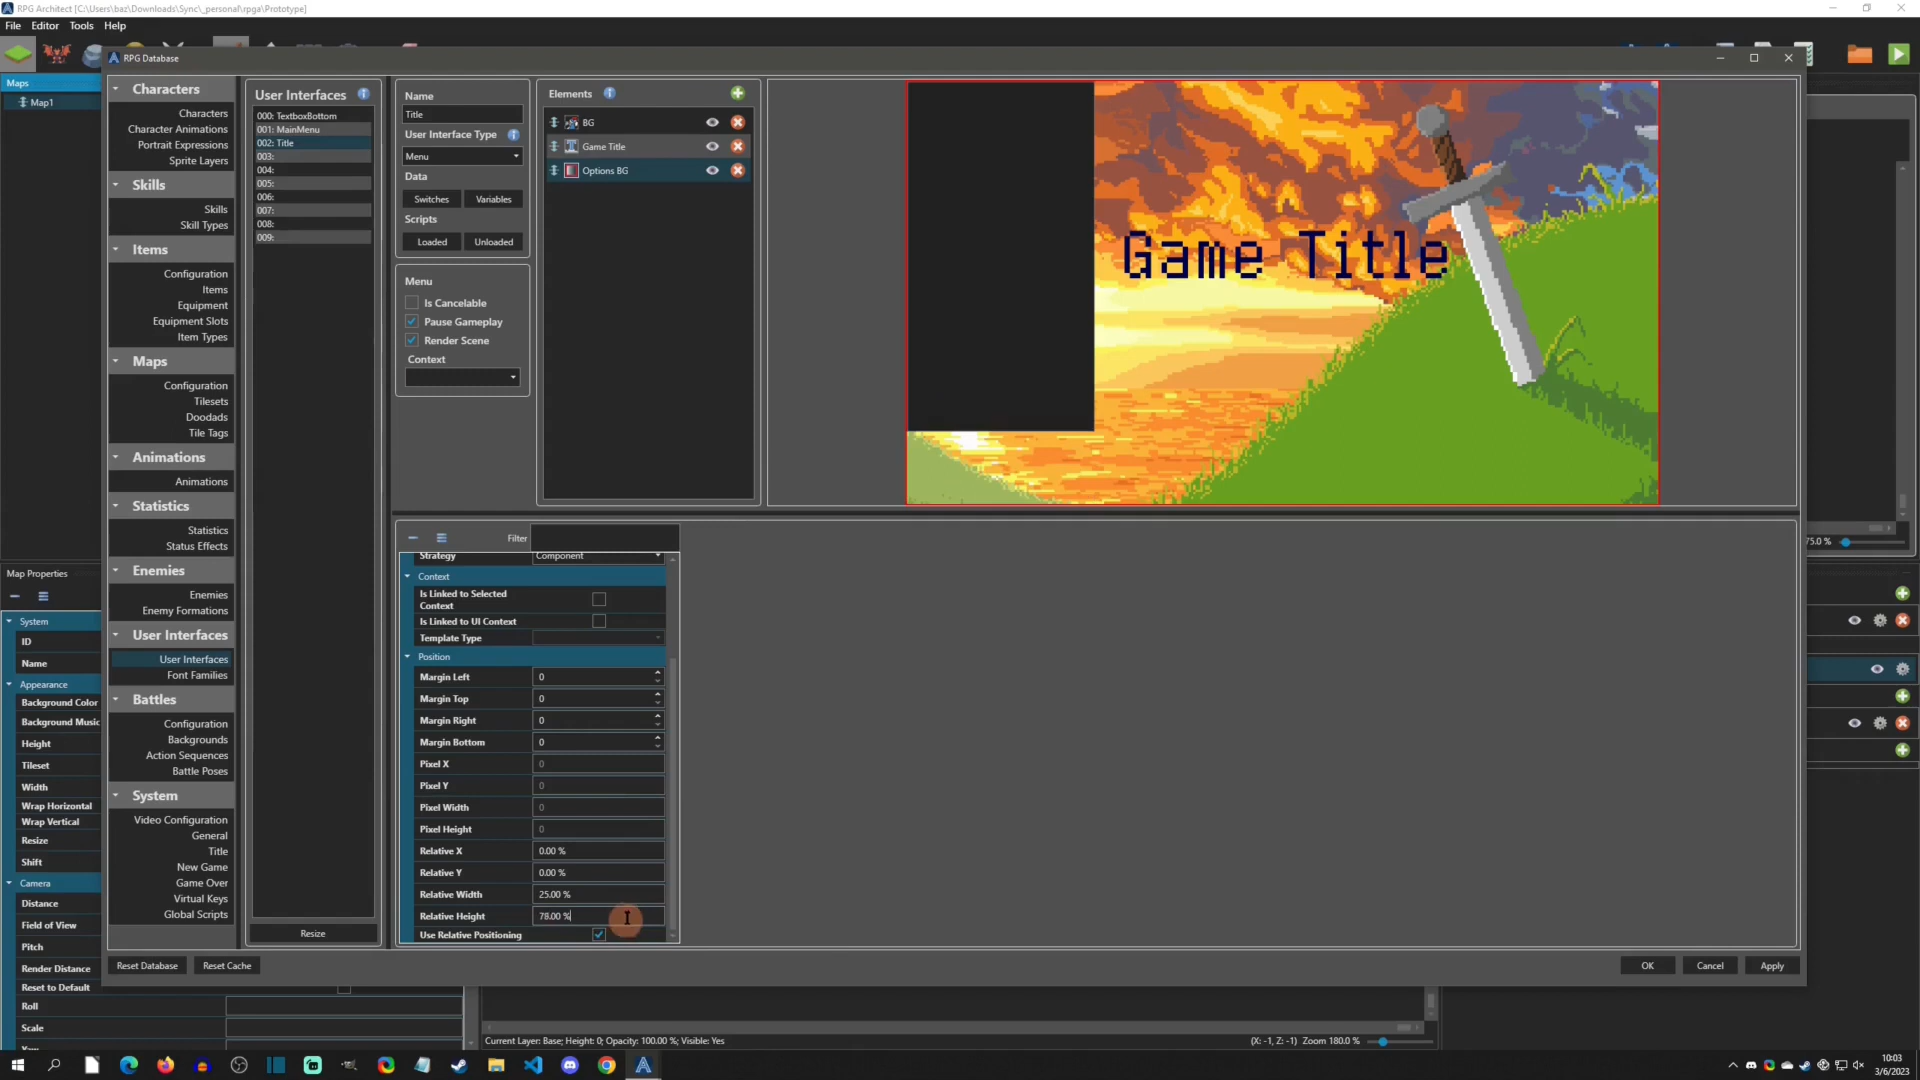 RPG Architect [C:\Users\baz\Downloads\Sync\_personal\rpga\Prototype]
File Editor Tools Help
Maps
Map1
RPG Database
Characters
Characters
Character Animations
Portrait Expressions
Sprite Layers
Skills
Skills
Skill Types
Items
Configuration
Items
Equipment
Equipment Slots
Item Types
Maps
Configuration
Tilesets
Doodads
Tile Tags
Animations
Animations
Statistics
Statistics
Status Effects
Enemies
Enemies
Enemy Formations
User Interfaces
User Interfaces
Font Families
Battles
Configuration
Backgrounds
Action Sequences
Battle Poses
System
Video Configuration
General
Title
New Game
Game Over
Virtual Keys
Global Scripts
Reset Database Reset Cache
User Interfaces
000: TextboxBottom
001: MainMenu
002: Title
003:
004:
005:
006:
007:
008:
009:
Resize
Name
Title
User Interface Type
Menu
Data
Switches Variables
Scripts
Loaded Unloaded
Menu
Is Cancelable
Pause Gameplay
Render Scene
Context
Elements
BG
Game Title
Options BG
Game Title
Filter
Strategy Component
Context
Is Linked to Selected
Context
Is Linked to UI Context
Template Type
Position
Margin Left 0
Margin Top 0
Margin Right 0
Margin Bottom 0
Pixel X 0
Pixel Y 0
Pixel Width 0
Pixel Height 0
Relative X 0.00 %
Relative Y 0.00 %
Relative Width 25.00 %
Relative Height 78.00 %
Use Relative Positioning
OK Cancel Apply
75.0 %
Map Properties
System
ID
Name
Appearance
Background Color
Background Music
Height
Tileset
Width
Wrap Horizontal
Wrap Vertical
Resize
Shift
Camera
Distance
Field of View
Pitch
Render Distance
Reset to Default
Roll
Scale
Current Layer: Base; Height: 0; Opacity: 100.00 %; Visible: Yes
(X: -1, Z: -1) Zoom 180.0 %
10:03
3/6/2023